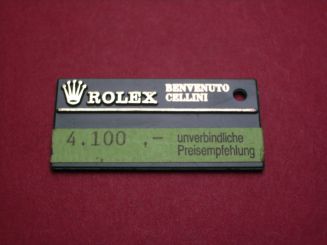 ROLEX BENVENUTO
CELLINI
4.100 ,- unverbindliche
Preisempfehlung